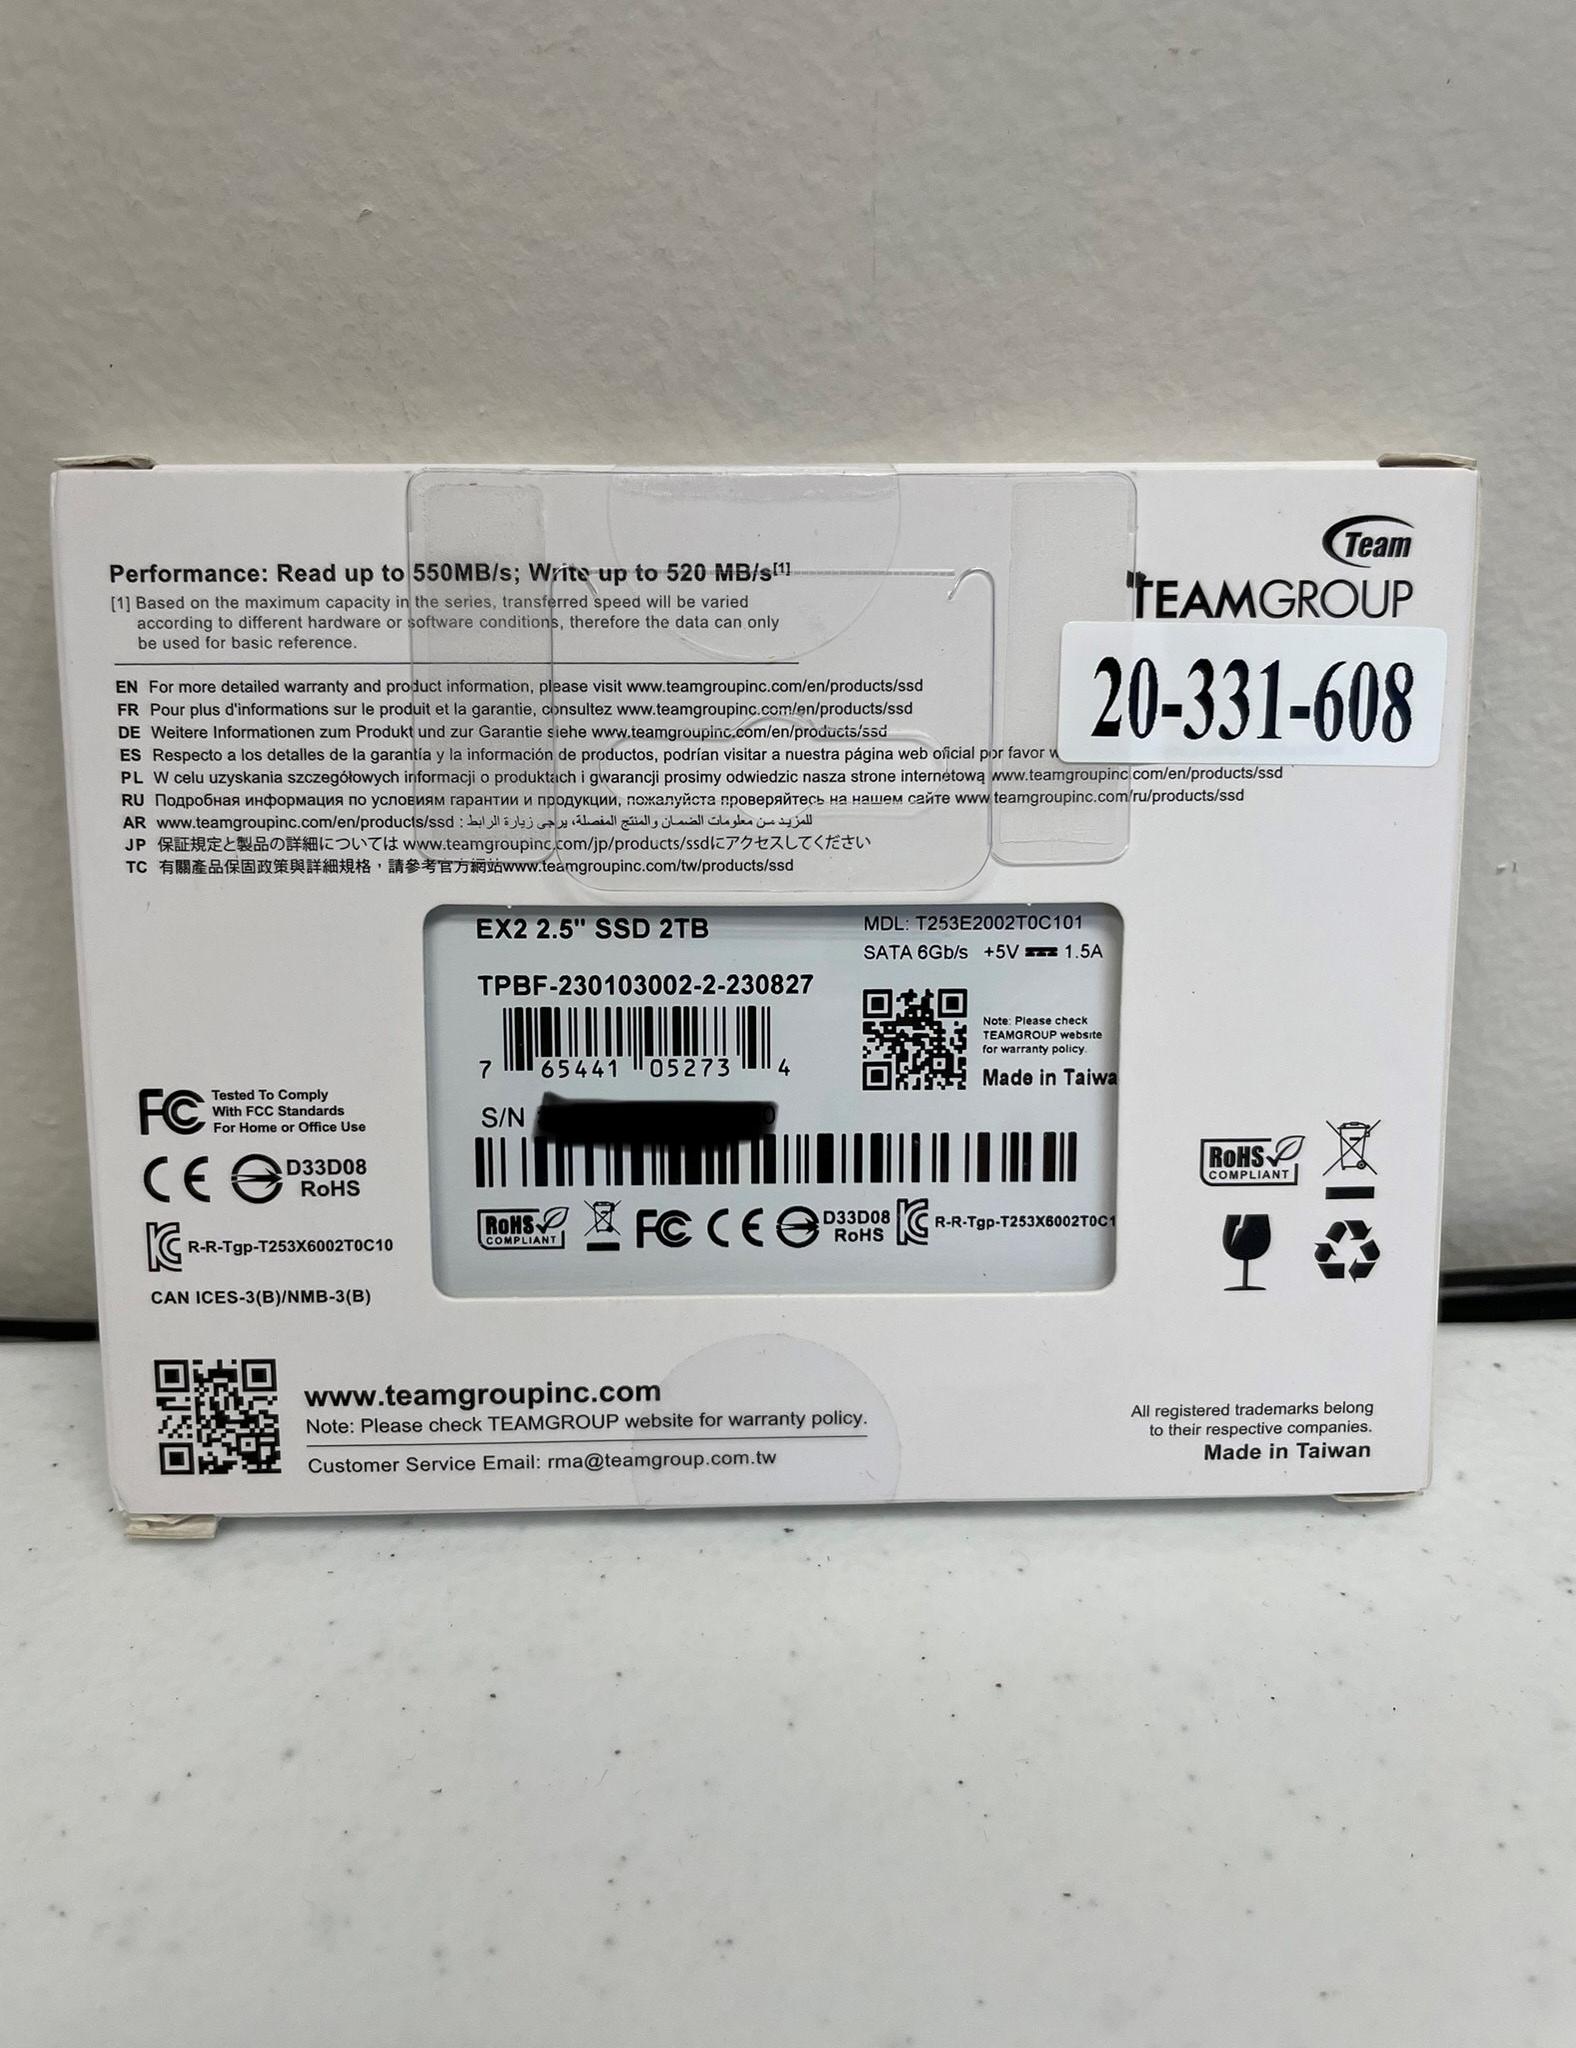 Team
TEAMGROUP
20-331-608
Performance: Read up to 550MB/s; Write up to 520 MB/s[1]
[1] Based on the maximum capacity in the series, transferred speed will be varied
according to different hardware or software conditions, therefore the data can only
be used for basic reference.
EN For more detailed warranty and product information, please visit www.teamgroupinc.com/en/products/ssd
FR Pour plus d'informations sur le produit et la garantie, consultez www.teamgroupinc.com/en/products/ssd
DE Weitere Informationen zum Produkt und zur Garantie siehe www.teamgroupinc.com/en/products/ssd
ES Respecto a los detalles de la garantía y la información de productos, podrían visitar a nuestra página web oficial por favor w
PL W celu uzyskania szczegółowych informacji o produktach i gwarancji prosimy odwiedzic nasza strone internetową www.teamgroupinc.com/en/products/ssd
RU Подробная информация по условиям гарантии и продукции, пожалуйста проверяйтесь на нашем сайте www.teamgroupinc.com/ru/products/ssd
AR www.teamgroupinc.com/en/products/ssd : للمزيد من معلومات الضمان والمنتج المفصلة، يرجى زيارة الرابط
JP 保証規定と製品の詳細については www.teamgroupinc.com/jp/products/ssdにアクセスしてください
TC 有關產品保固政策與詳細規格，請參考官方網站www.teamgroupinc.com/tw/products/ssd
EX2 2.5" SSD 2TB
MDL: T253E2002T0C101
SATA 6Gb/s +5V 1.5A
TPBF-230103002-2-230827
7 65441 05273 4
Note: Please check
TEAMGROUP website
for warranty policy.
Made in Taiwa
S/N
RoHS
COMPLIANT
FC CE D33D08
RoHS
R-R-Tgp-T253X6002T0C1
FC Tested To Comply
With FCC Standards
For Home or Office Use
CE D33D08
RoHS
R-R-Tgp-T253X6002T0C10
CAN ICES-3(B)/NMB-3(B)
RoHS
COMPLIANT
www.teamgroupinc.com
Note: Please check TEAMGROUP website for warranty policy.
Customer Service Email: rma@teamgroup.com.tw
All registered trademarks belong
to their respective companies.
Made in Taiwan